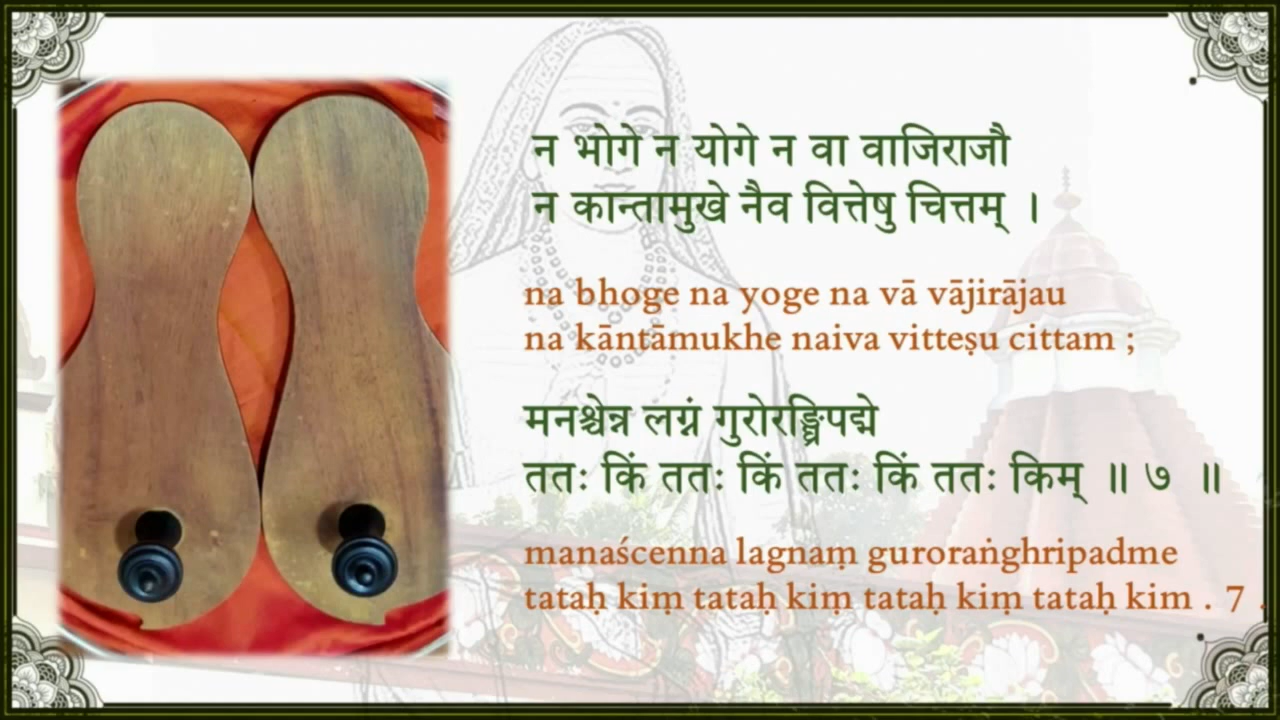 न भोगे न योगे न वा वाजिराजौ
न कान्तामुखे नैव वित्तेषु चित्तम् ।
na bhoge na yoge na vā vājirājau
na kāntāmukhe naiva vitteṣu cittam ;
मनश्चेन्न लग्नं गुरोरङ्घ्रिपद्मे
ततः किं ततः किं ततः किं ततः किम् ॥ ७ ॥
manaścenna lagnaṃ guroraṅghripadme
tataḥ kiṃ tataḥ kiṃ tataḥ kiṃ tataḥ kim . 7 .